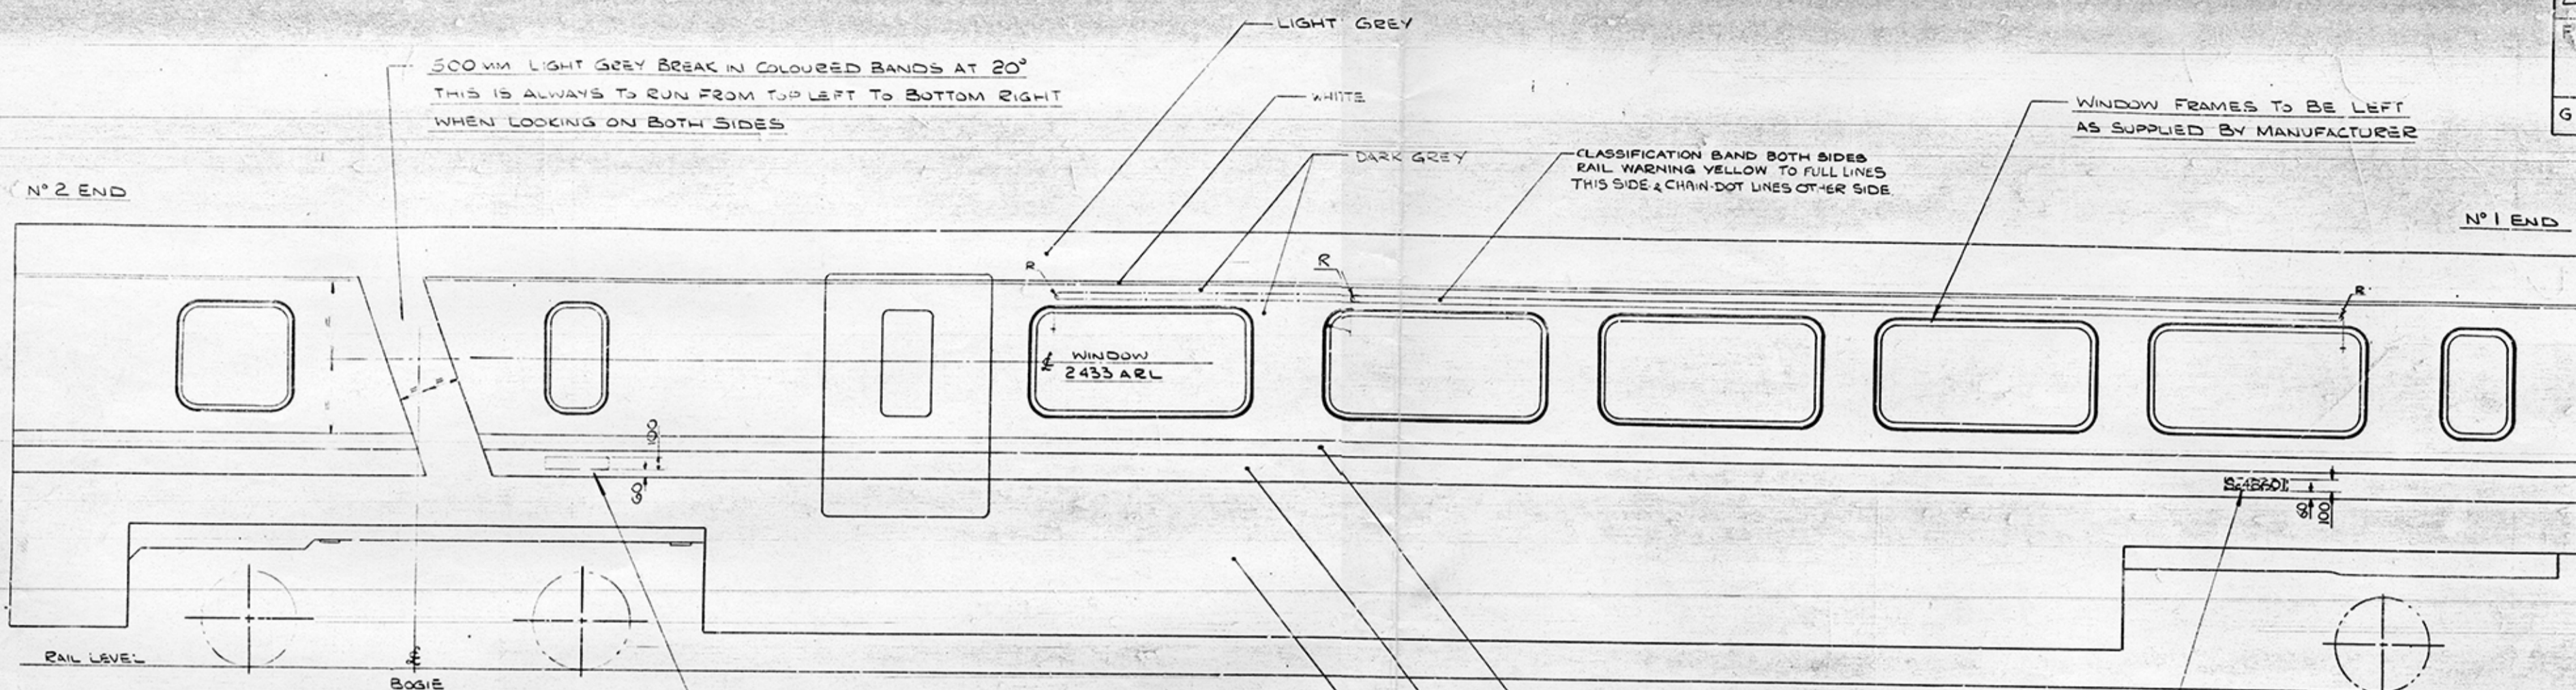 LIGHT GREY
500 MM LIGHT GREY BREAK IN COLOURED BANDS AT 20°
THIS IS ALWAYS TO RUN FROM TOP LEFT TO BOTTOM RIGHT
WHEN LOOKING ON BOTH SIDES
WHITE
WINDOW FRAMES TO BE LEFT
AS SUPPLIED BY MANUFACTURER
F
G
DARK GREY
CLASSIFICATION BAND BOTH SIDES
RAIL WARNING YELLOW TO FULL LINES
THIS SIDE & CHAIN-DOT LINES OTHER SIDE.
Nº 2 END
Nº 1 END
R
R
R
WINDOW
2433 ARL
100
60
100
RAIL LEVEL
BOGIE